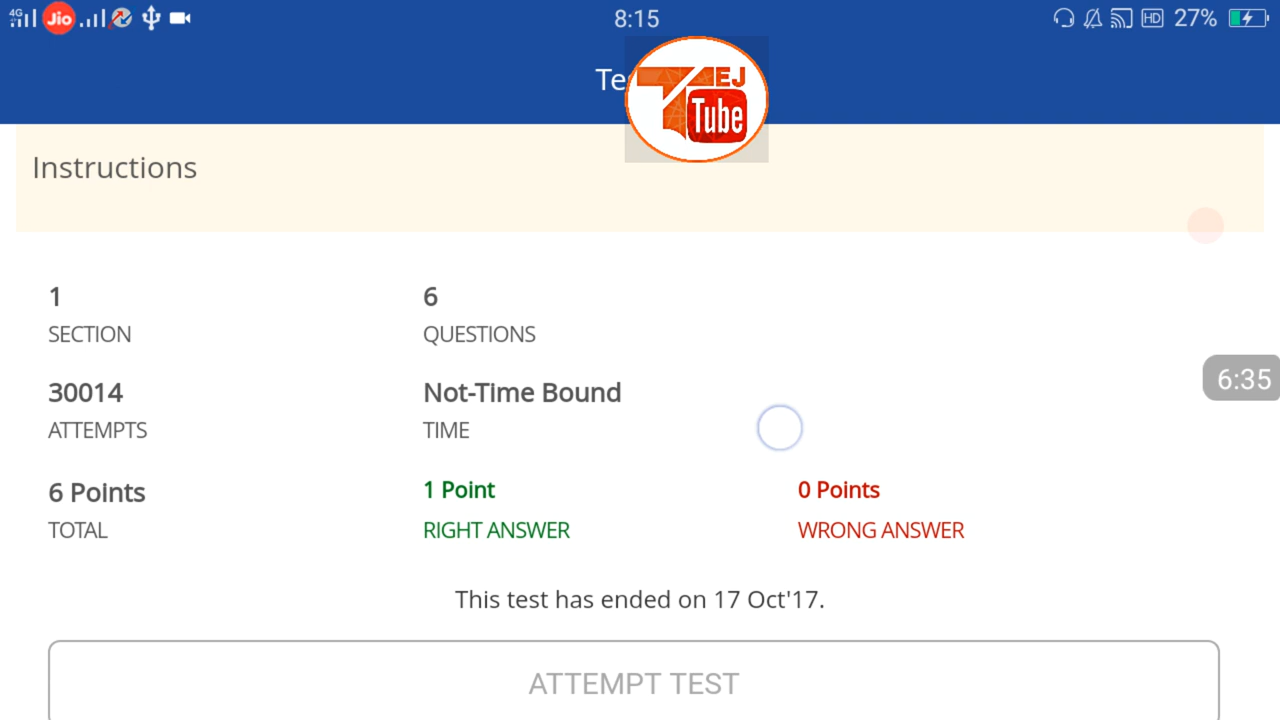 4G Jio 8:15 HD 27%
Te
EJ
Tube
Instructions
1 6
SECTION QUESTIONS
6:35
30014 Not-Time Bound
ATTEMPTS TIME
6 Points 1 Point 0 Points
TOTAL RIGHT ANSWER WRONG ANSWER
This test has ended on 17 Oct'17.
ATTEMPT TEST